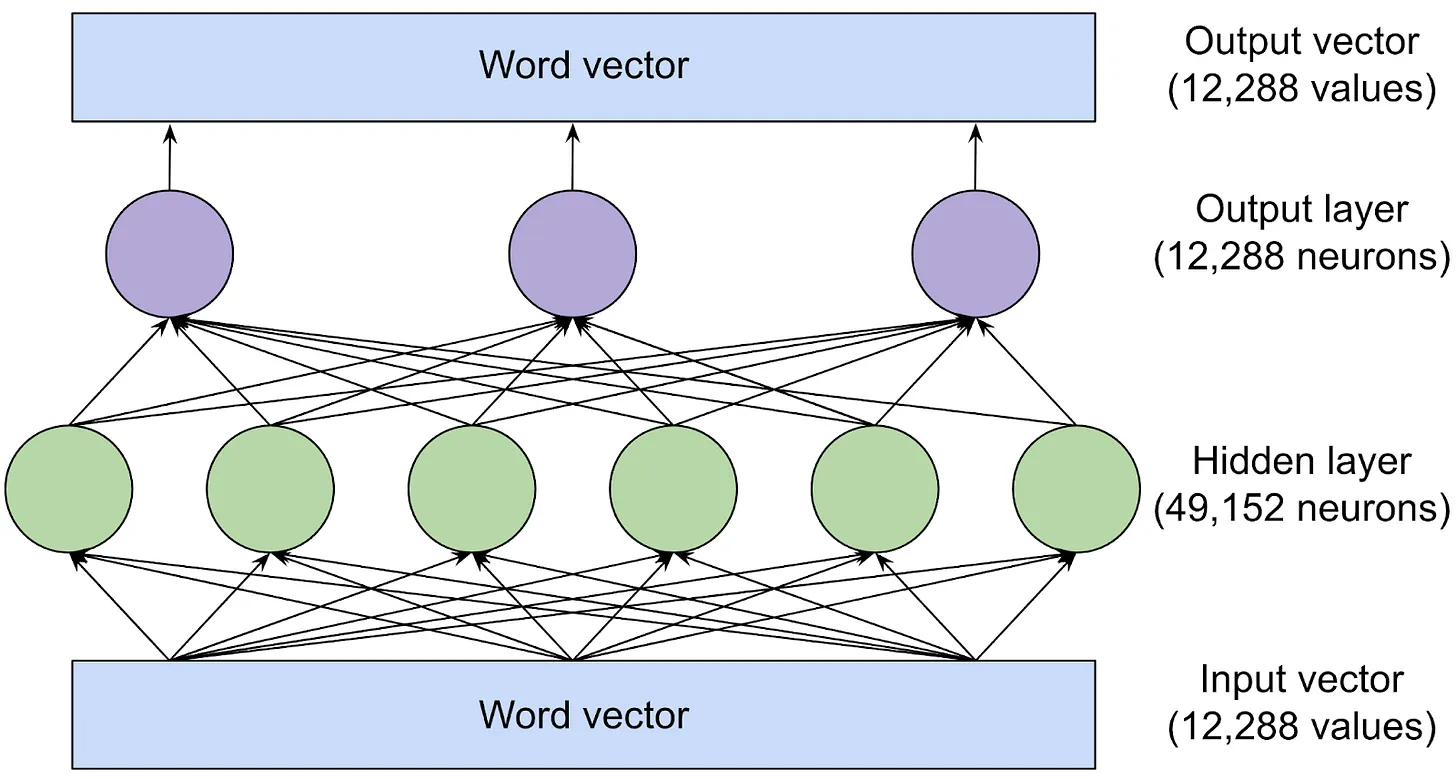 Word vector
Output vector
(12,288 values)
Output layer
(12,288 neurons)
Hidden layer
(49,152 neurons)
Word vector
Input vector
(12,288 values)